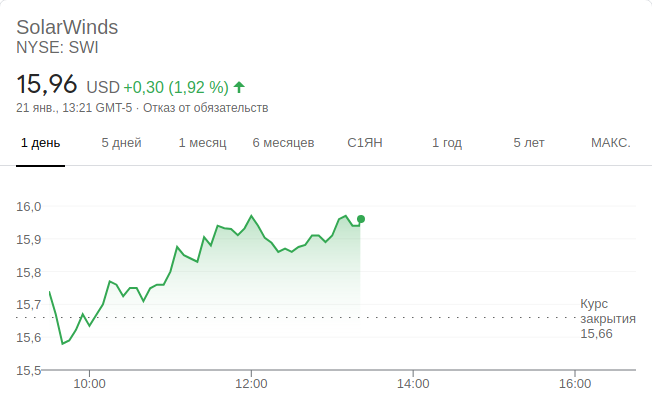 SolarWinds
NYSE: SWI
15,96 USD +0,30 (1,92 %)
21 янв., 13:21 GMT-5 · Отказ от обязательств
1 день 5 дней 1 месяц 6 месяцев С1ЯН 1 год 5 лет МАКС.
16,0
15,9
15,8
15,7
Курс
закрытия
15,66
15,6
15,5
10:00 12:00 14:00 16:00